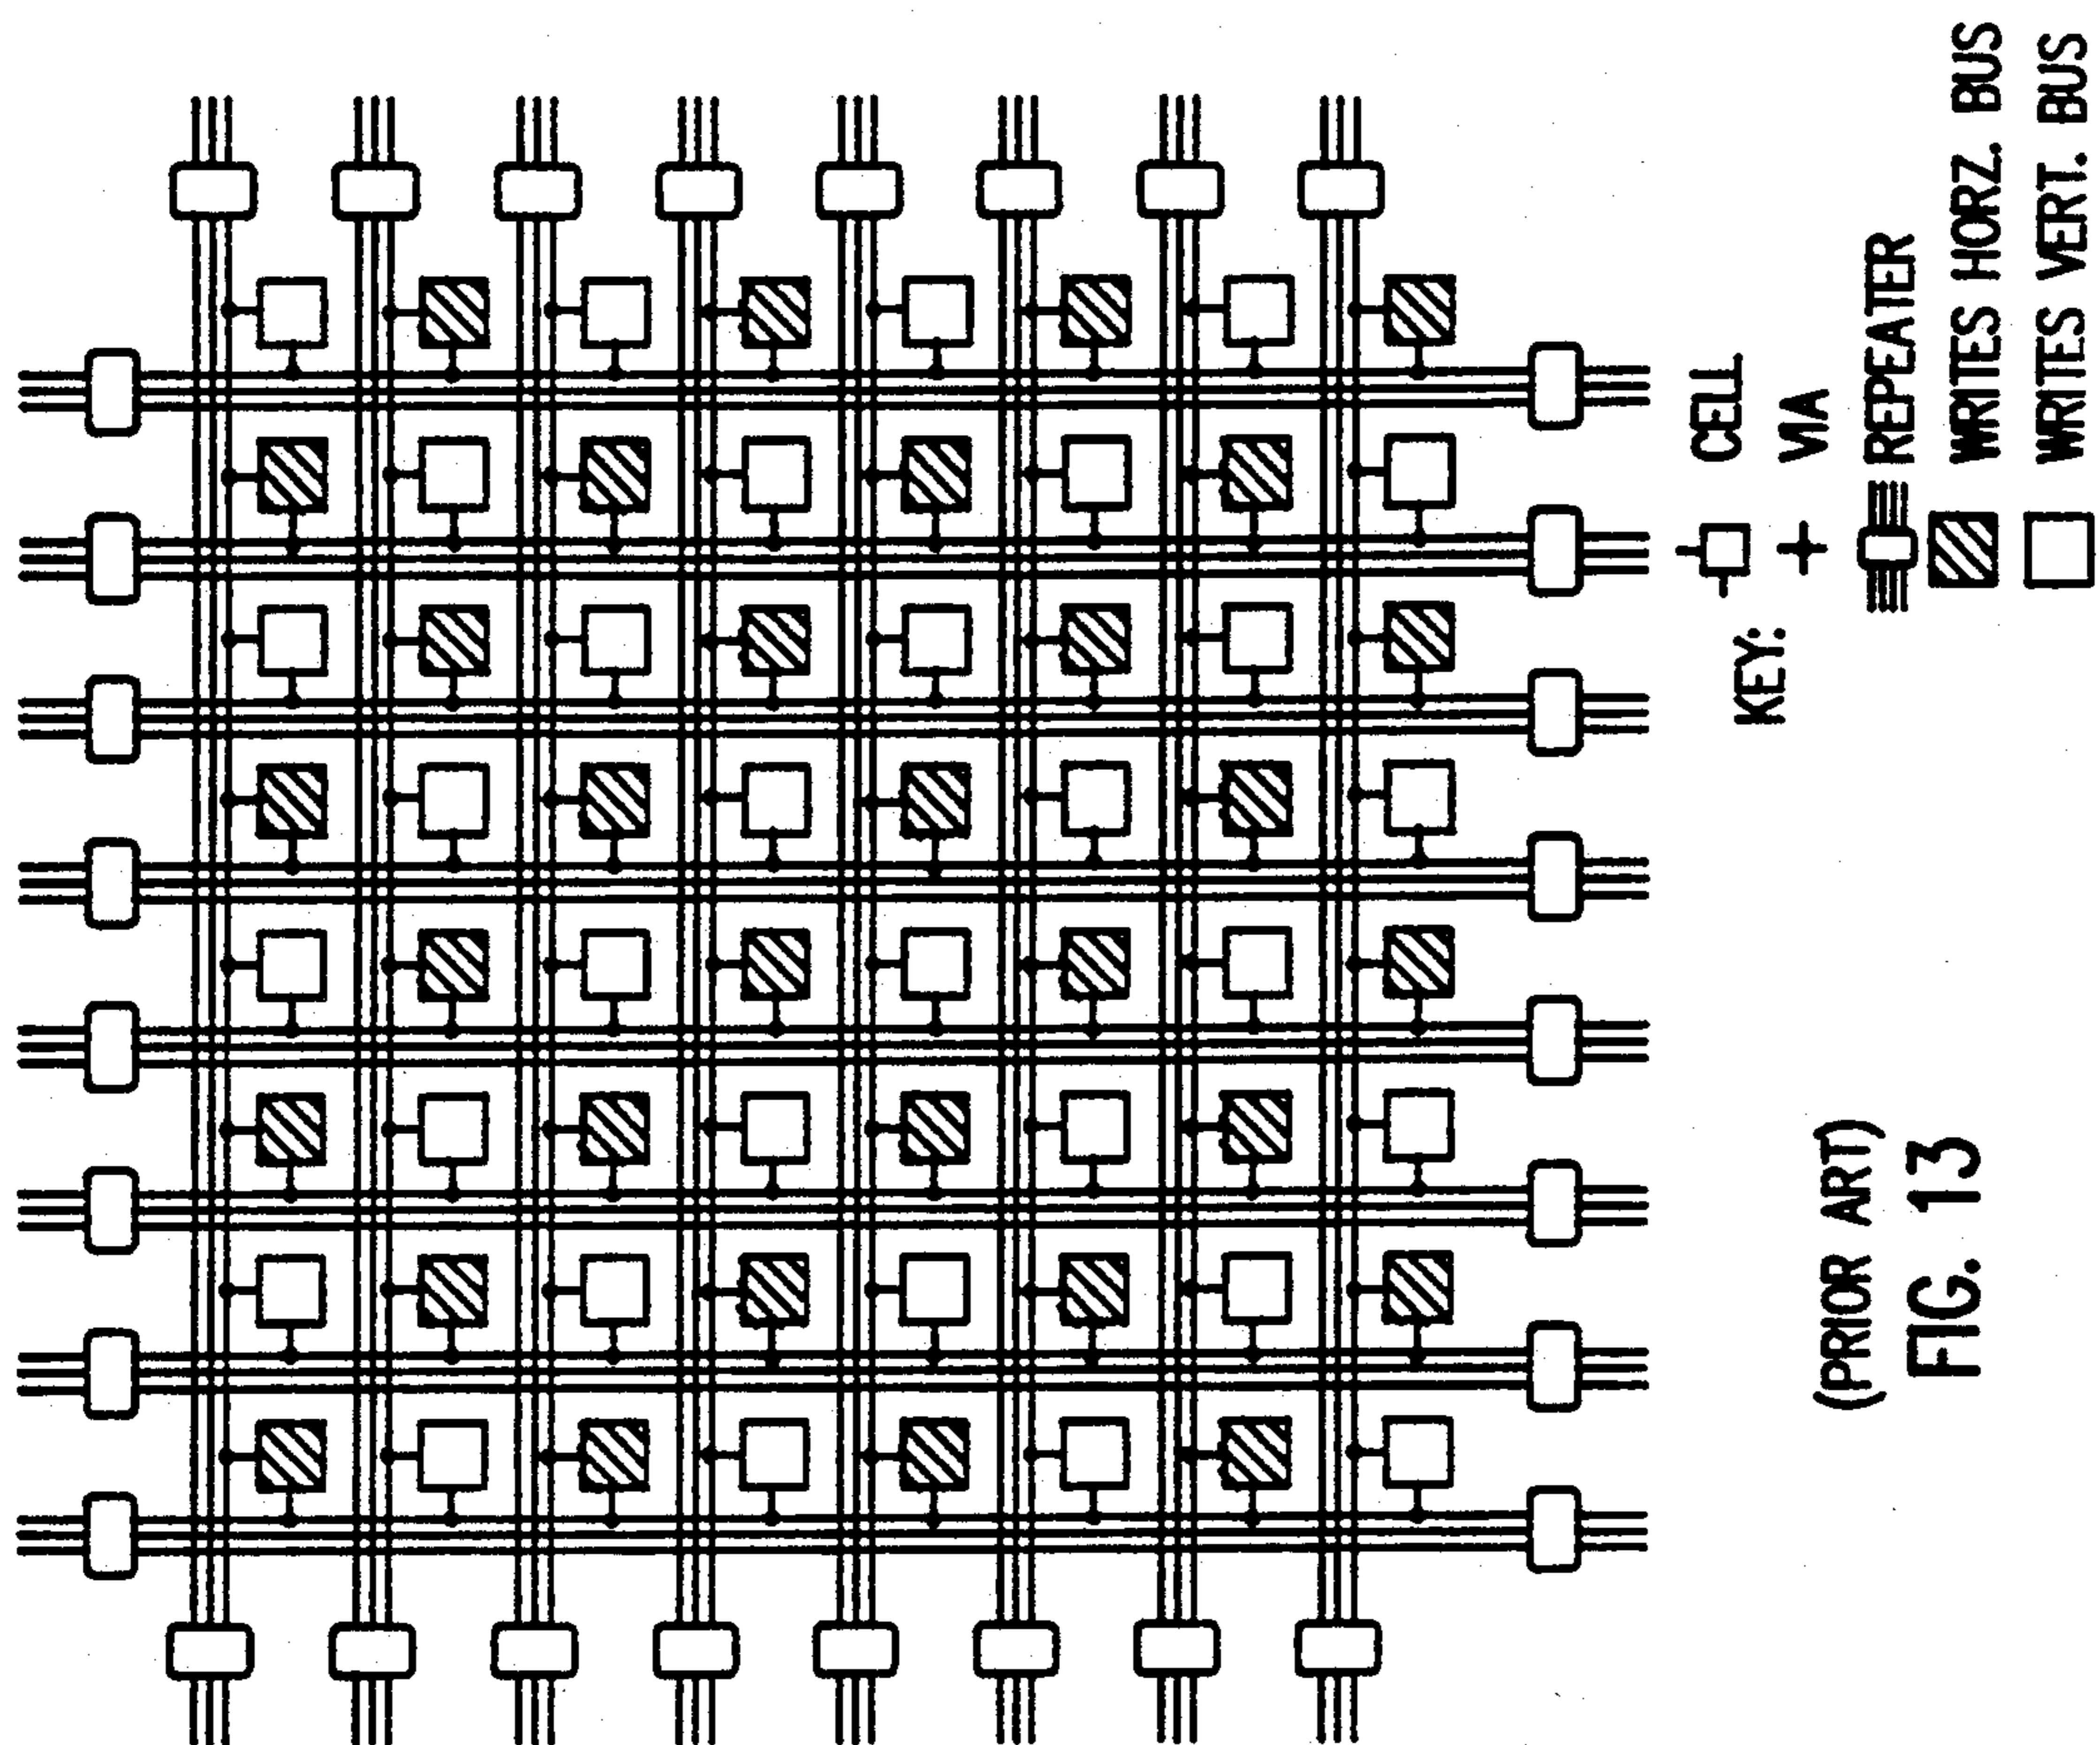 KEY:
CELL
VIA
REPEATER
WRITES HORZ. BUS
WRITES VERT. BUS
(PRIOR ART)
FIG. 13